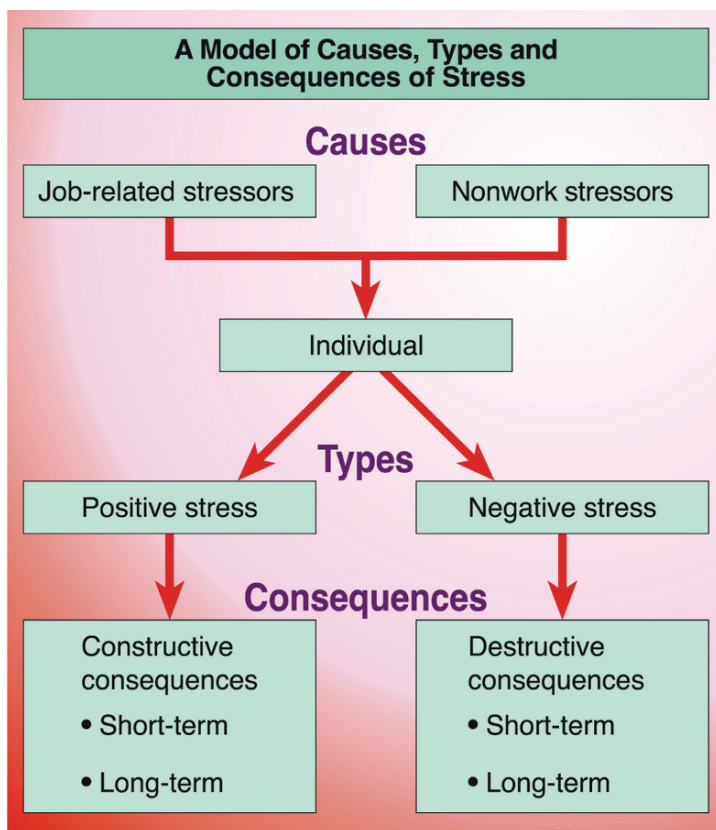 A Model of Causes, Types and
Consequences of Stress
Causes
Job-related stressors
Nonwork stressors
Individual
Types
Positive stress
Negative stress
Consequences
Constructive
consequences
• Short-term
• Long-term
Destructive
consequences
• Short-term
• Long-term